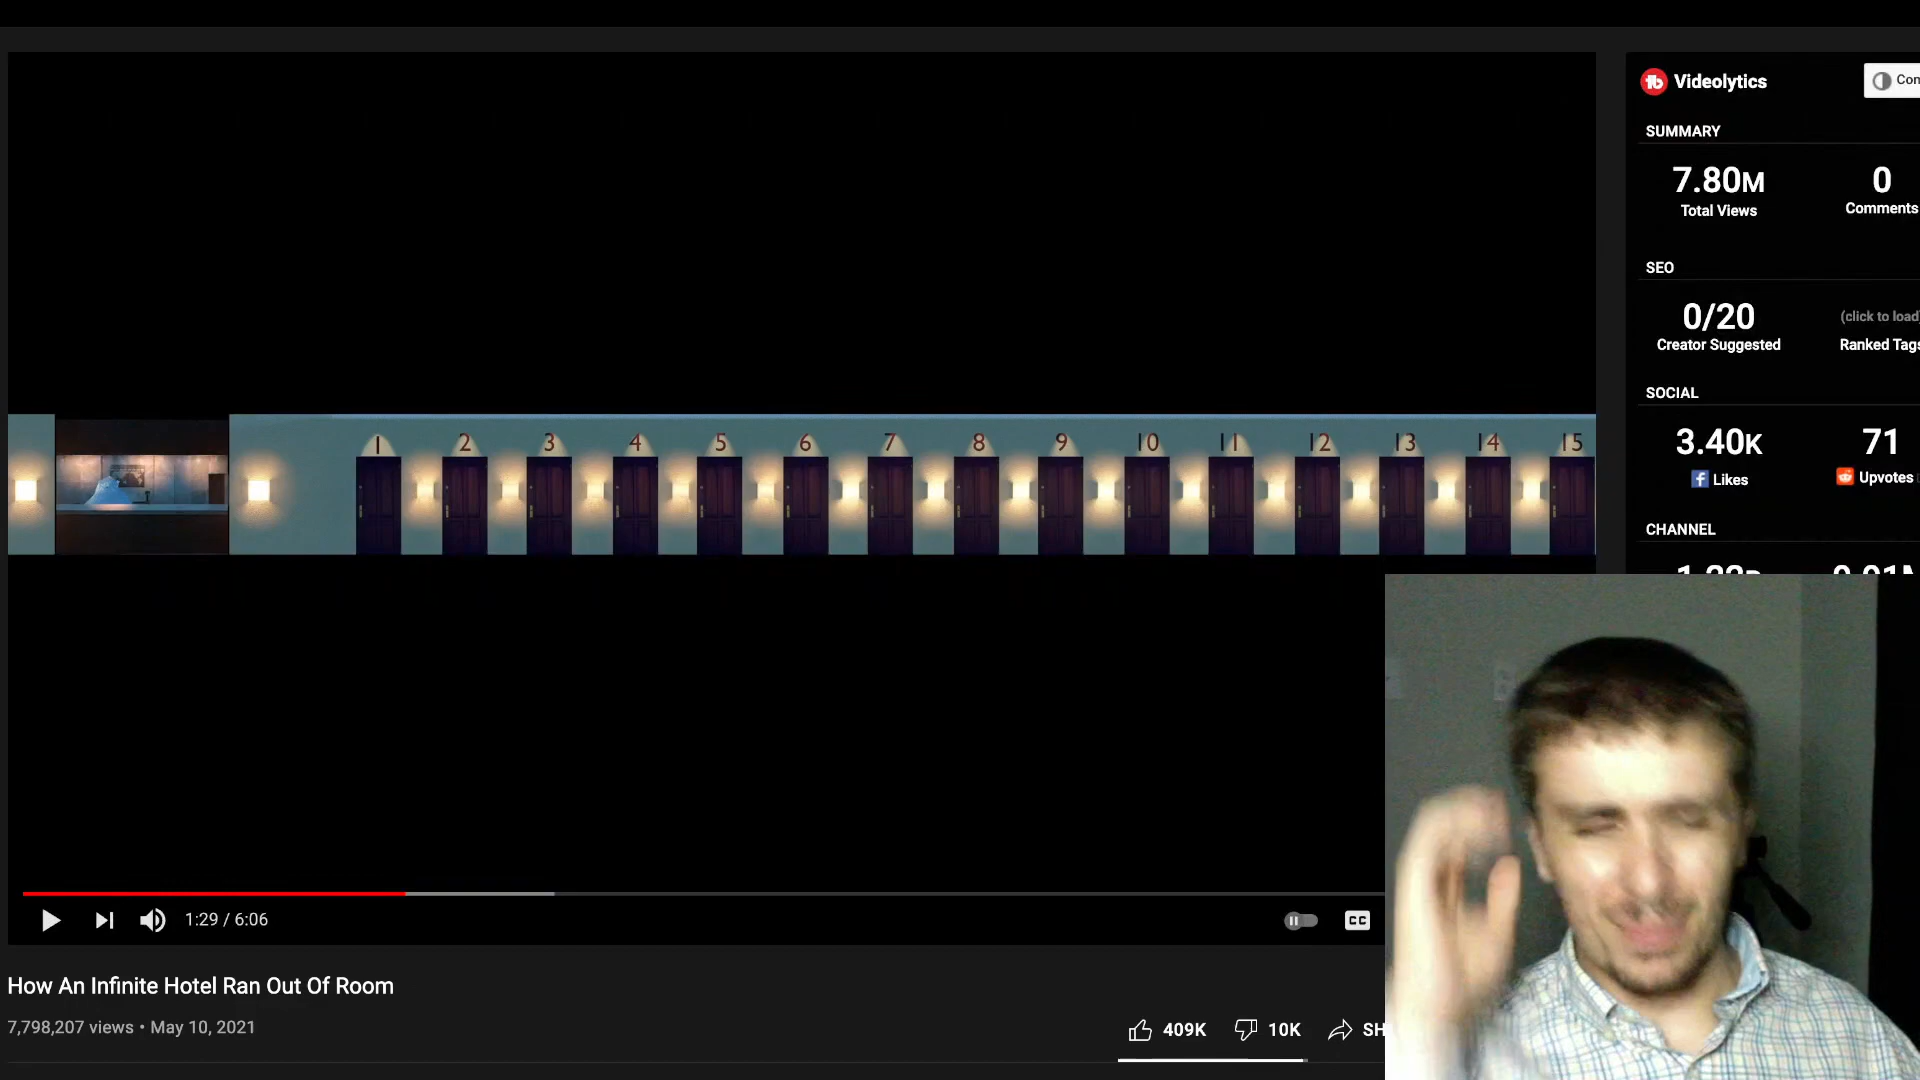 Videolytics
Con
SUMMARY
7.80M
0
Total Views
Comments
SEO
0/20
(click to load)
Creator Suggested
Ranked Tags
SOCIAL
3.40K
71
Likes
Upvotes
CHANNEL
1 2 3 4 5 6 7 8 9 10 11 12 13 14 15
1:29 / 6:06
CC
How An Infinite Hotel Ran Out Of Room
7,798,207 views • May 10, 2021
409K
10K
SH